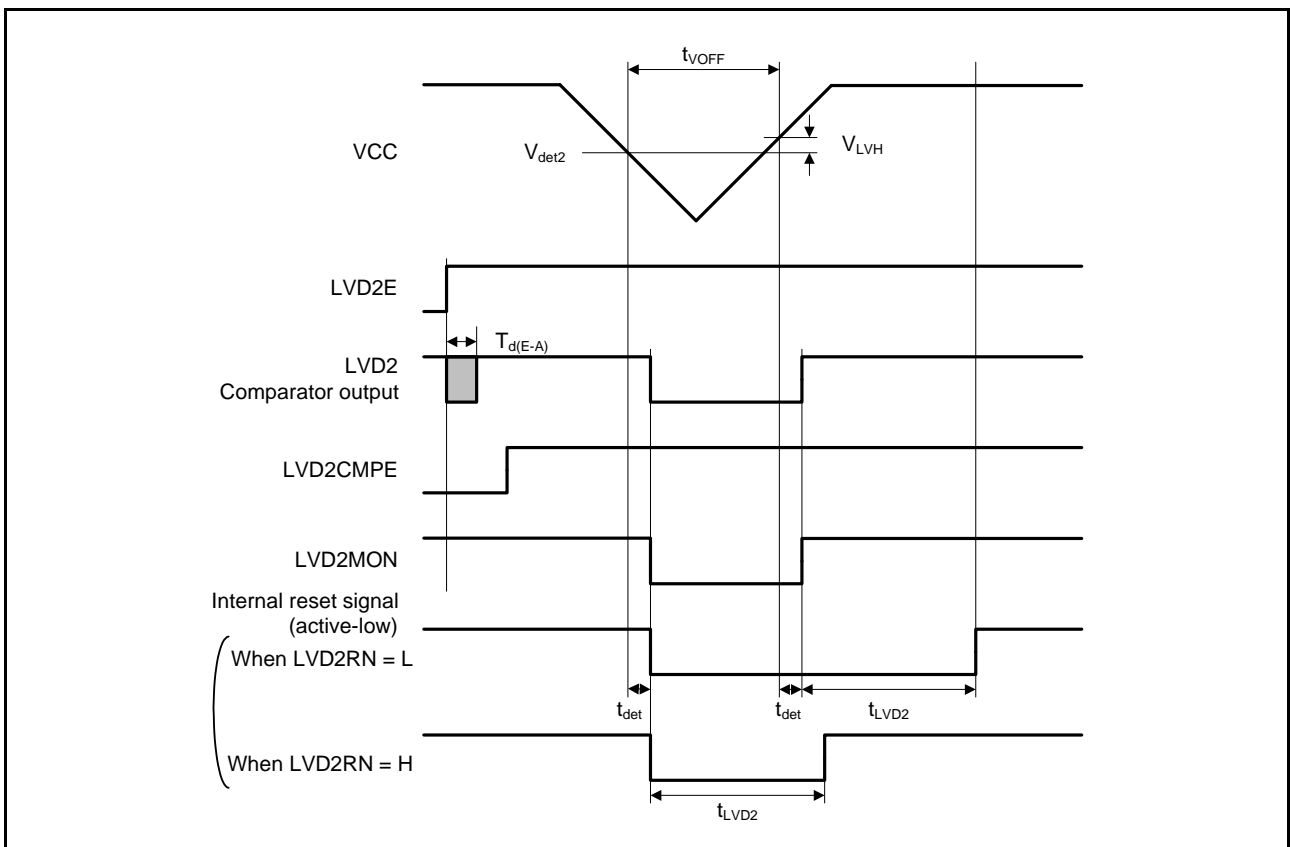 tVOFF
VCC
Vdet2
VLVH
LVD2E
Td(E-A)
LVD2
Comparator output
LVD2CMPE
LVD2MON
Internal reset signal
(active-low)
When LVD2RN = L
tdet
tdet
tLVD2
When LVD2RN = H
tLVD2